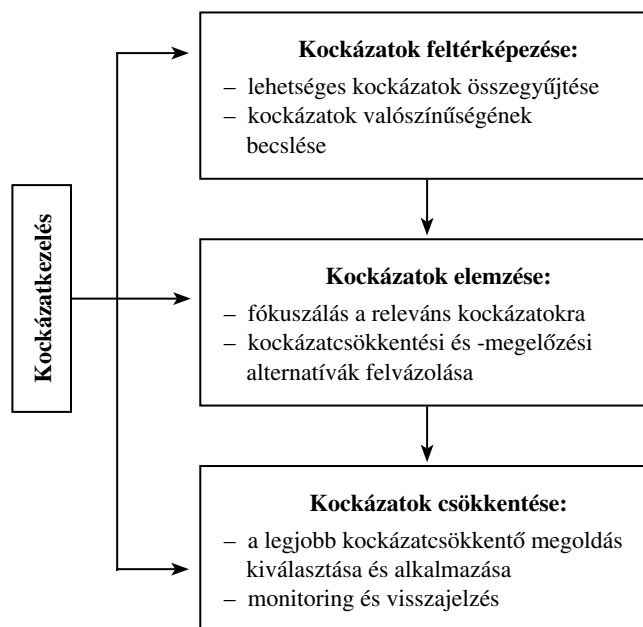 Kockázatkezelés
Kockázatok feltérképezése:
– lehetséges kockázatok összegyűjtése
– kockázatok valószínűségének
becslése
Kockázatok elemzése:
– fókuszálás a releváns kockázatokra
– kockázatcsökkentési és -megelőzési
alternatívák felvázolása
Kockázatok csökkentése:
– a legjobb kockázatcsökkentő megoldás
kiválasztása és alkalmazása
– monitoring és visszajelzés